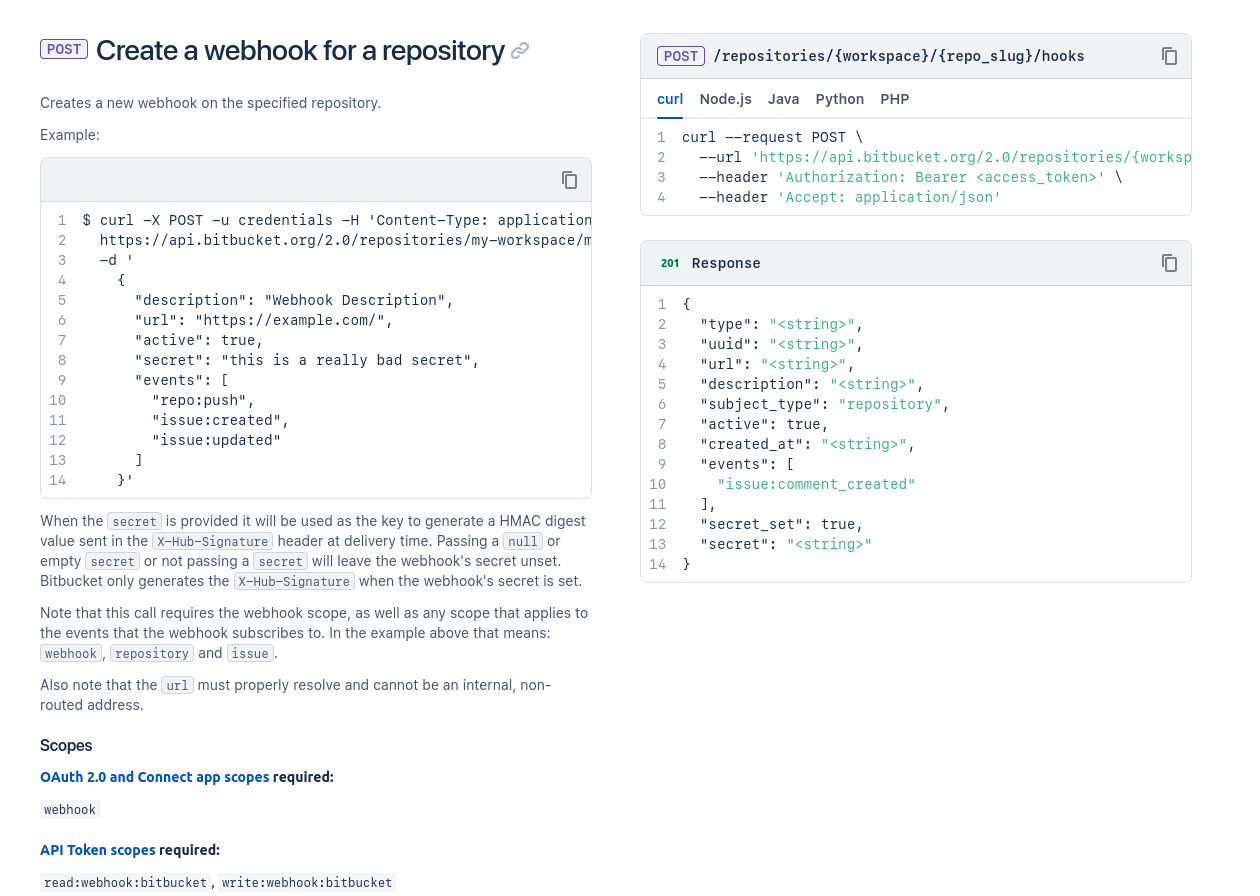 POST Create a webhook for a repository
Creates a new webhook on the specified repository.
Example:
1 $ curl -X POST -u credentials -H 'Content-Type: application
2 https://api.bitbucket.org/2.0/repositories/my-workspace/m
3 -d '
4 {
5 "description": "Webhook Description",
6 "url": "https://example.com/",
7 "active": true,
8 "secret": "this is a really bad secret",
9 "events": [
10 "repo:push",
11 "issue:created",
12 "issue:updated"
13 ]
14 }'
When the secret is provided it will be used as the key to generate a HMAC digest
value sent in the X-Hub-Signature header at delivery time. Passing a null or
empty secret or not passing a secret will leave the webhook's secret unset.
Bitbucket only generates the X-Hub-Signature when the webhook's secret is set.
Note that this call requires the webhook scope, as well as any scope that applies to
the events that the webhook subscribes to. In the example above that means:
webhook, repository and issue.
Also note that the url must properly resolve and cannot be an internal, non-
routed address.
Scopes
OAuth 2.0 and Connect app scopes required:
webhook
API Token scopes required:
read:webhook:bitbucket, write:webhook:bitbucket
POST /repositories/{workspace}/{repo_slug}/hooks
curl Node.js Java Python PHP
1 curl --request POST \
2 --url 'https://api.bitbucket.org/2.0/repositories/{worksp
3 --header 'Authorization: Bearer <access_token>' \
4 --header 'Accept: application/json'
201 Response
1 {
2 "type": "<string>",
3 "uuid": "<string>",
4 "url": "<string>",
5 "description": "<string>",
6 "subject_type": "repository",
7 "active": true,
8 "created_at": "<string>",
9 "events": [
10 "issue:comment_created"
11 ],
12 "secret_set": true,
13 "secret": "<string>"
14 }